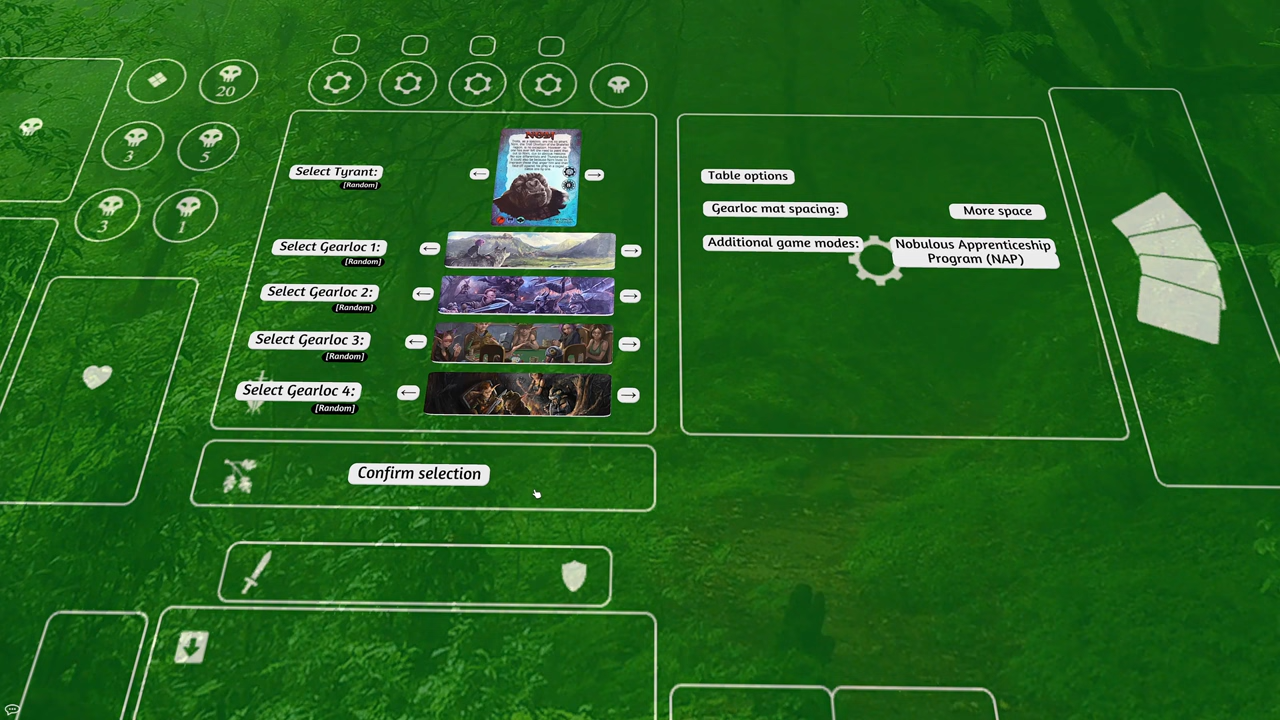 20
3
5
3
1
Select Tyrant:
[Random]
NOBI
Select Gearloc 1:
[Random]
Select Gearloc 2:
[Random]
Select Gearloc 3:
[Random]
Select Gearloc 4:
[Random]
Confirm selection
Table options
Gearloc mat spacing:
More space
Additional game modes:
Nobulous Apprenticeship
Program (NAP)